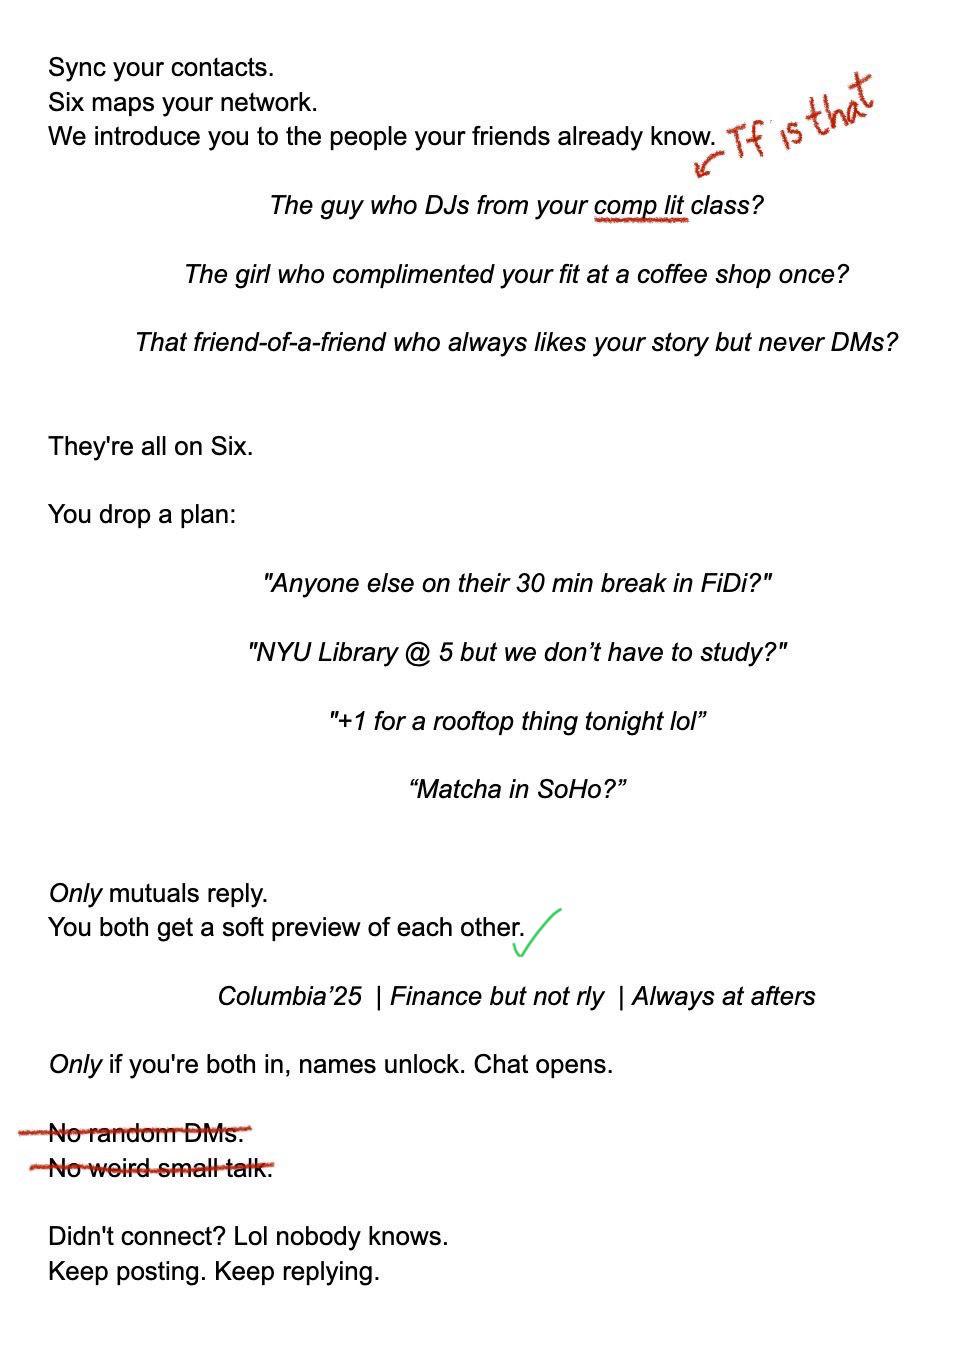 Sync your contacts.
Six maps your network.
We introduce you to the people your friends already know.
Tf is that
The guy who DJs from your comp lit class?
The girl who complimented your fit at a coffee shop once?
That friend-of-a-friend who always likes your story but never DMs?
They're all on Six.
You drop a plan:
"Anyone else on their 30 min break in FiDi?"
"NYU Library @ 5 but we don’t have to study?"
"+1 for a rooftop thing tonight lol”
“Matcha in SoHo?”
Only mutuals reply.
You both get a soft preview of each other.
Columbia’25 | Finance but not rly | Always at afters
Only if you're both in, names unlock. Chat opens.
No random DMs.
No weird small talk.
Didn't connect? Lol nobody knows.
Keep posting. Keep replying.